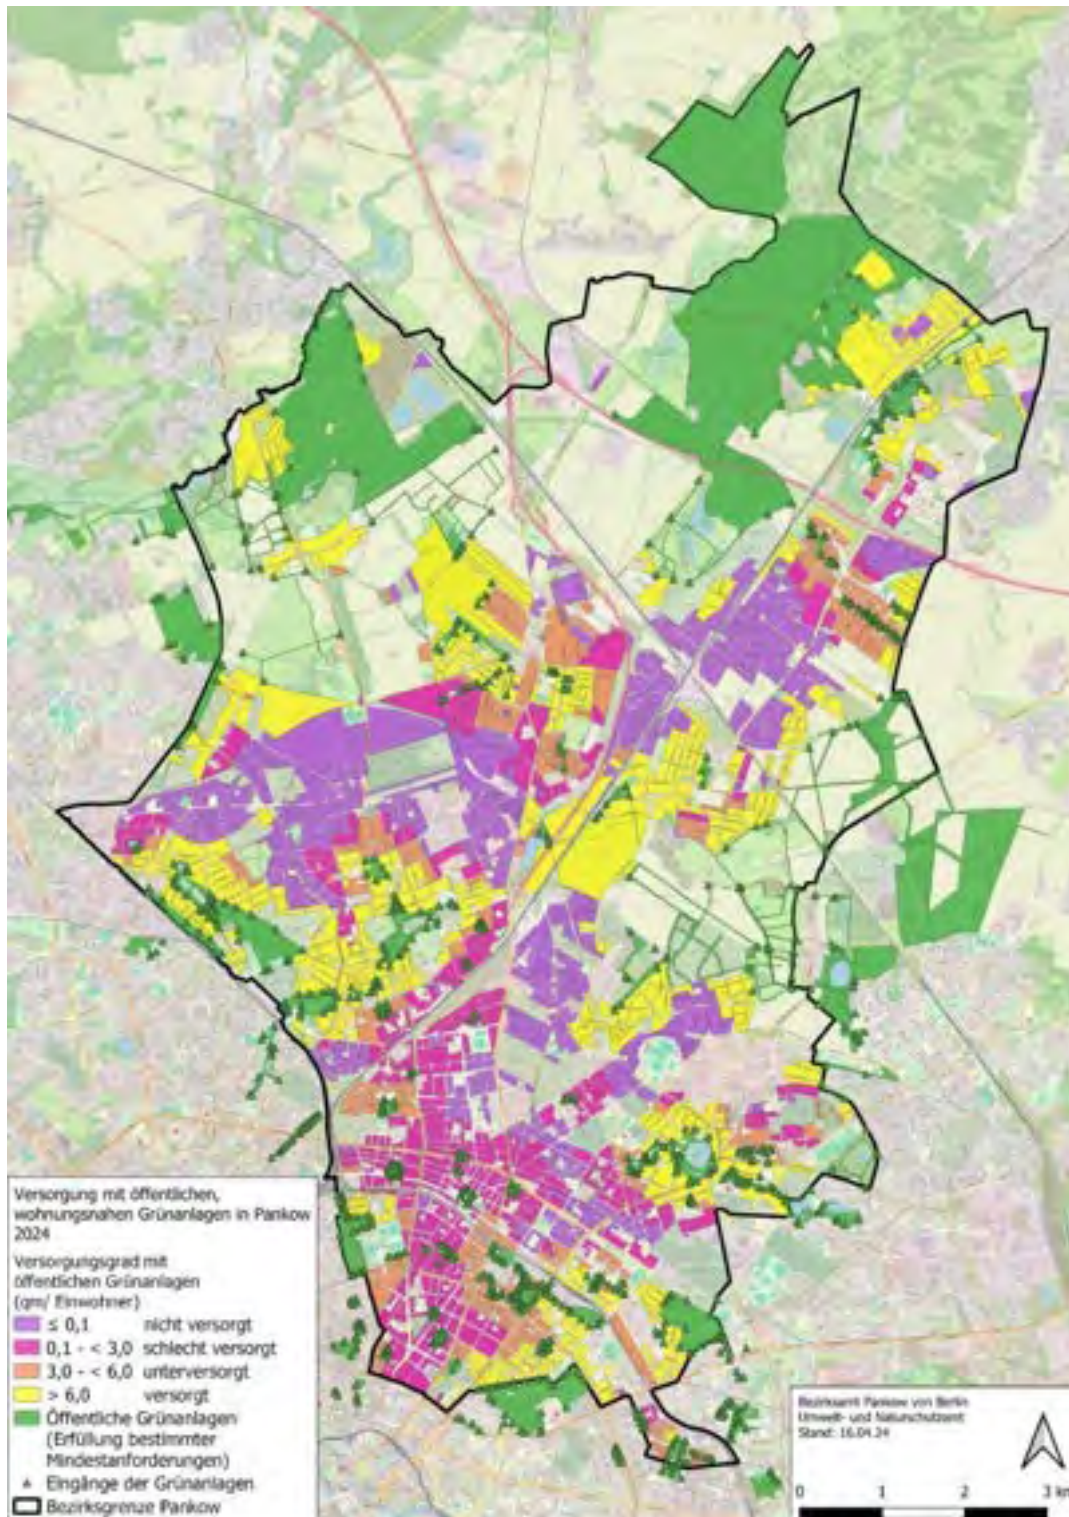 Versorgung mit öffentlichen,
wohnungsnahen Grünanlagen in Pankow
2024
Versorgungsgrad mit
öffentlichen Grünanlagen
(qm/ Einwohner)
≤ 0,1 nicht versorgt
0,1 - < 3,0 schlecht versorgt
3,0 - < 6,0 unterversorgt
> 6,0 versorgt
Öffentliche Grünanlagen
(Erfüllung bestimmter
Mindestanforderungen)
Eingänge der Grünanlagen
Bezirksgrenze Pankow
Bezirksamt Pankow von Berlin
Umwelt- und Naturschutzamt
Stand: 16.04.24
0 1 2 3 km